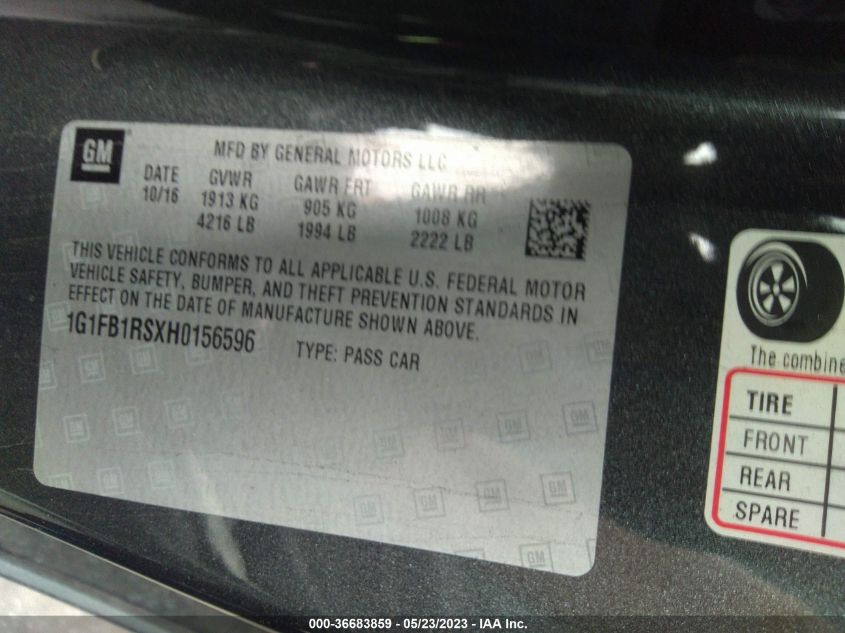 GM
MFD BY GENERAL MOTORS LLC
DATE GVWR GAWR FRT GAWR RR
10/16 1913 KG 905 KG 1008 KG
4216 LB 1994 LB 2222 LB
THIS VEHICLE CONFORMS TO ALL APPLICABLE U.S. FEDERAL MOTOR
VEHICLE SAFETY, BUMPER, AND THEFT PREVENTION STANDARDS IN
EFFECT ON THE DATE OF MANUFACTURE SHOWN ABOVE.
1G1FB1RSXH0156596 TYPE: PASS CAR
The combine
TIRE
FRONT
REAR
SPARE
000-36683859 - 05/23/2023 - IAA Inc.